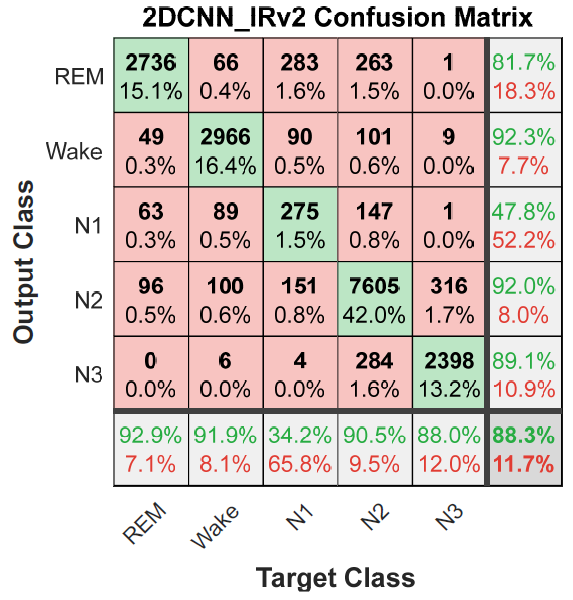 2DCNN_IRv2 Confusion Matrix
REM 2736 66 283 263 1 81.7%
15.1% 0.4% 1.6% 1.5% 0.0% 18.3%
Wake 49 2966 90 101 9 92.3%
0.3% 16.4% 0.5% 0.6% 0.0% 7.7%
N1 63 89 275 147 1 47.8%
0.3% 0.5% 1.5% 0.8% 0.0% 52.2%
N2 96 100 151 7605 316 92.0%
0.5% 0.6% 0.8% 42.0% 1.7% 8.0%
N3 0 6 4 284 2398 89.1%
0.0% 0.0% 0.0% 1.6% 13.2% 10.9%
92.9% 91.9% 34.2% 90.5% 88.0% 88.3%
7.1% 8.1% 65.8% 9.5% 12.0% 11.7%
REM Wake N1 N2 N3
Target Class
Output Class